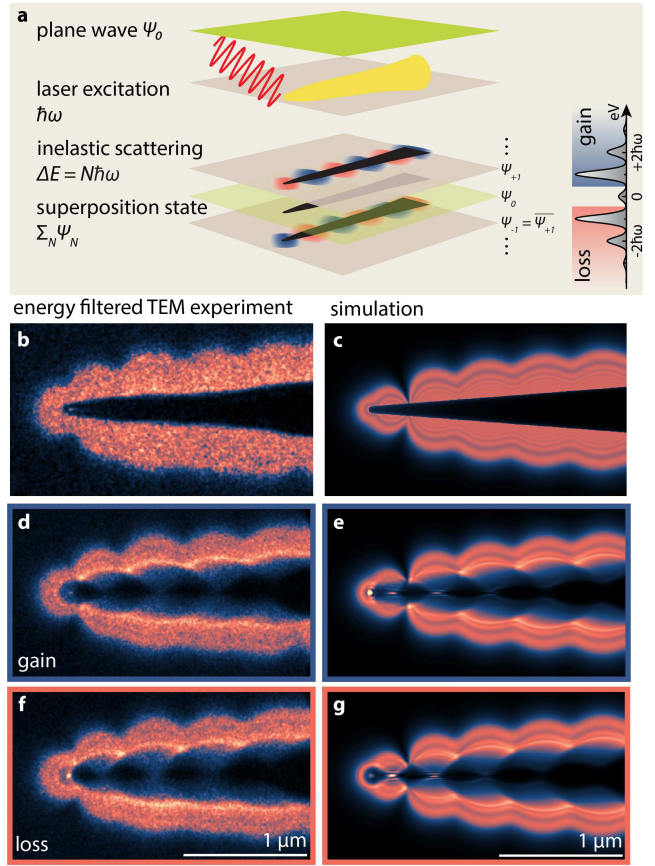 a
plane wave Ψ₀
laser excitation
ħω
inelastic scattering
ΔE = Nħω
superposition state
Σ_N Ψ_N
⋮
Ψ₊₁
Ψ₀
Ψ₋₁ = \overline{Ψ₊₁}
⋮
eV
gain
+2ħω
0
loss
-2ħω
energy filtered TEM experiment
simulation
b
c
d
gain
e
f
loss
1 µm
g
1 µm